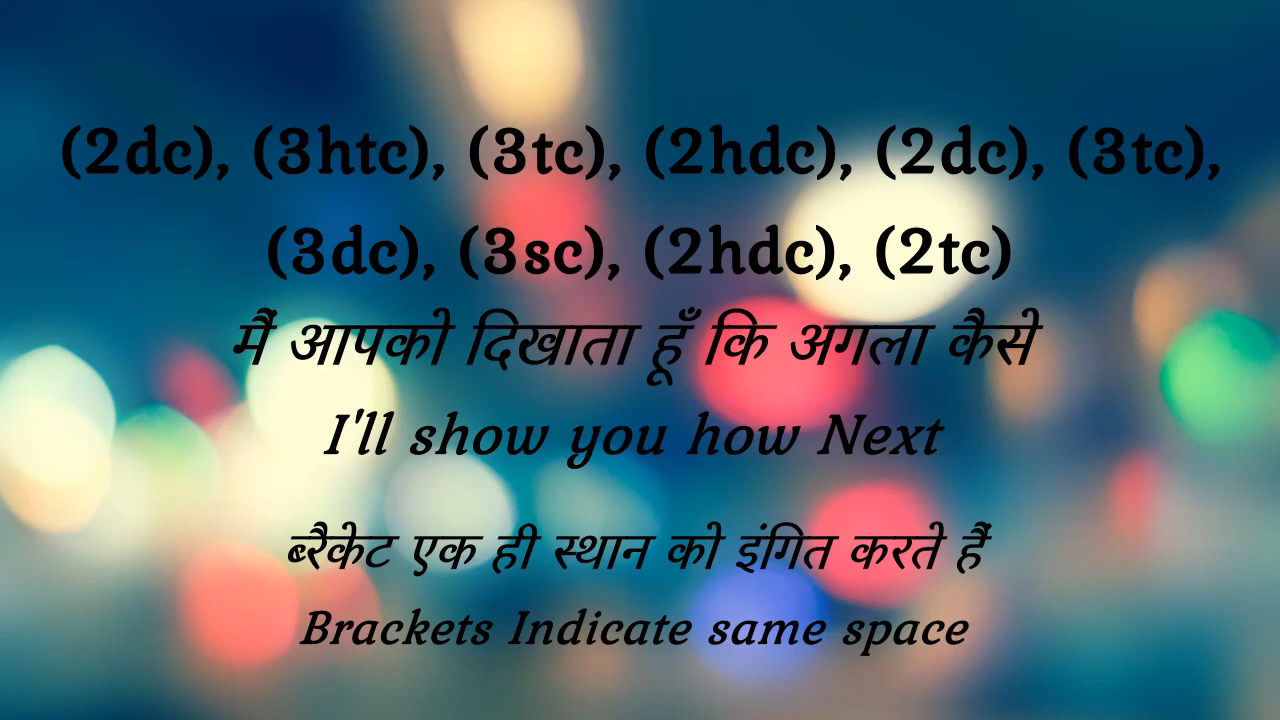 (2dc), (3htc), (3tc), (2hdc), (2dc), (3tc),
(3dc), (3sc), (2hdc), (2tc)
मैं आपको दिखाता हूँ कि अगला कैसे
I'll show you how Next
ब्रैकेट एक ही स्थान को इंगित करते हैं
Brackets Indicate same space